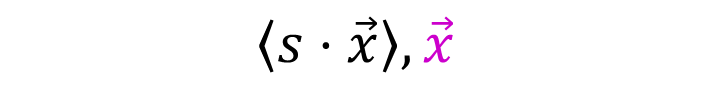 ⟨𝑠 · 𝑥⃗⟩, 𝑥⃗